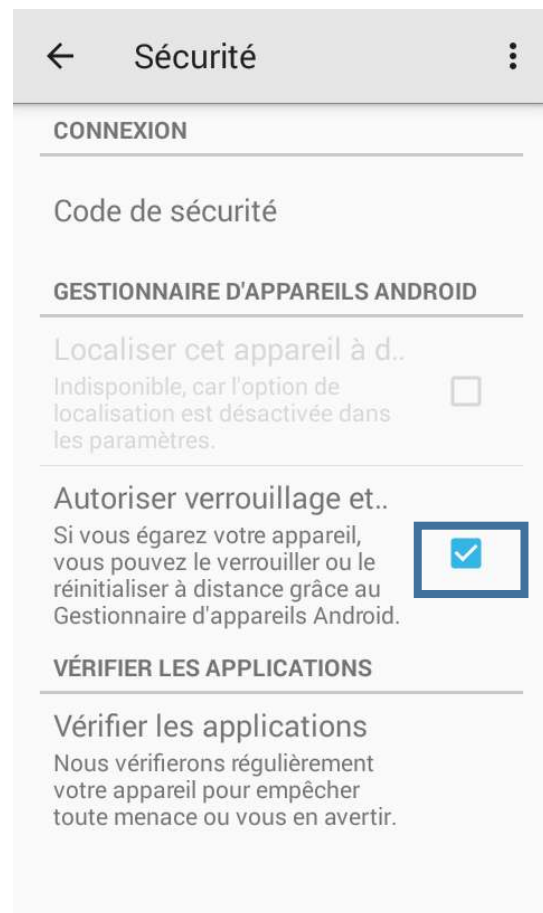 Sécurité
CONNEXION
Code de sécurité
GESTIONNAIRE D'APPAREILS ANDROID
Localiser cet appareil à d..
Indisponible, car l'option de
localisation est désactivée dans
les paramètres.
Autoriser verrouillage et..
Si vous égarez votre appareil,
vous pouvez le verrouiller ou le
réinitialiser à distance grâce au
Gestionnaire d'appareils Android.
VÉRIFIER LES APPLICATIONS
Vérifier les applications
Nous vérifierons régulièrement
votre appareil pour empêcher
toute menace ou vous en avertir.